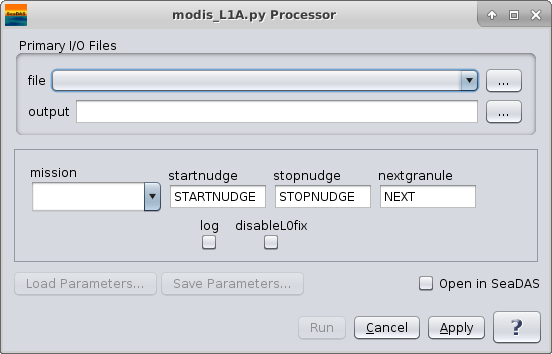 modis_L1A.py Processor
SeaDAS
Primary I/O Files
file
...
output
...
mission startnudge stopnudge nextgranule
STARTNUDGE STOPNUDGE NEXT
log disableL0fix
Load Parameters... Save Parameters... Open in SeaDAS
Run Cancel Apply ?